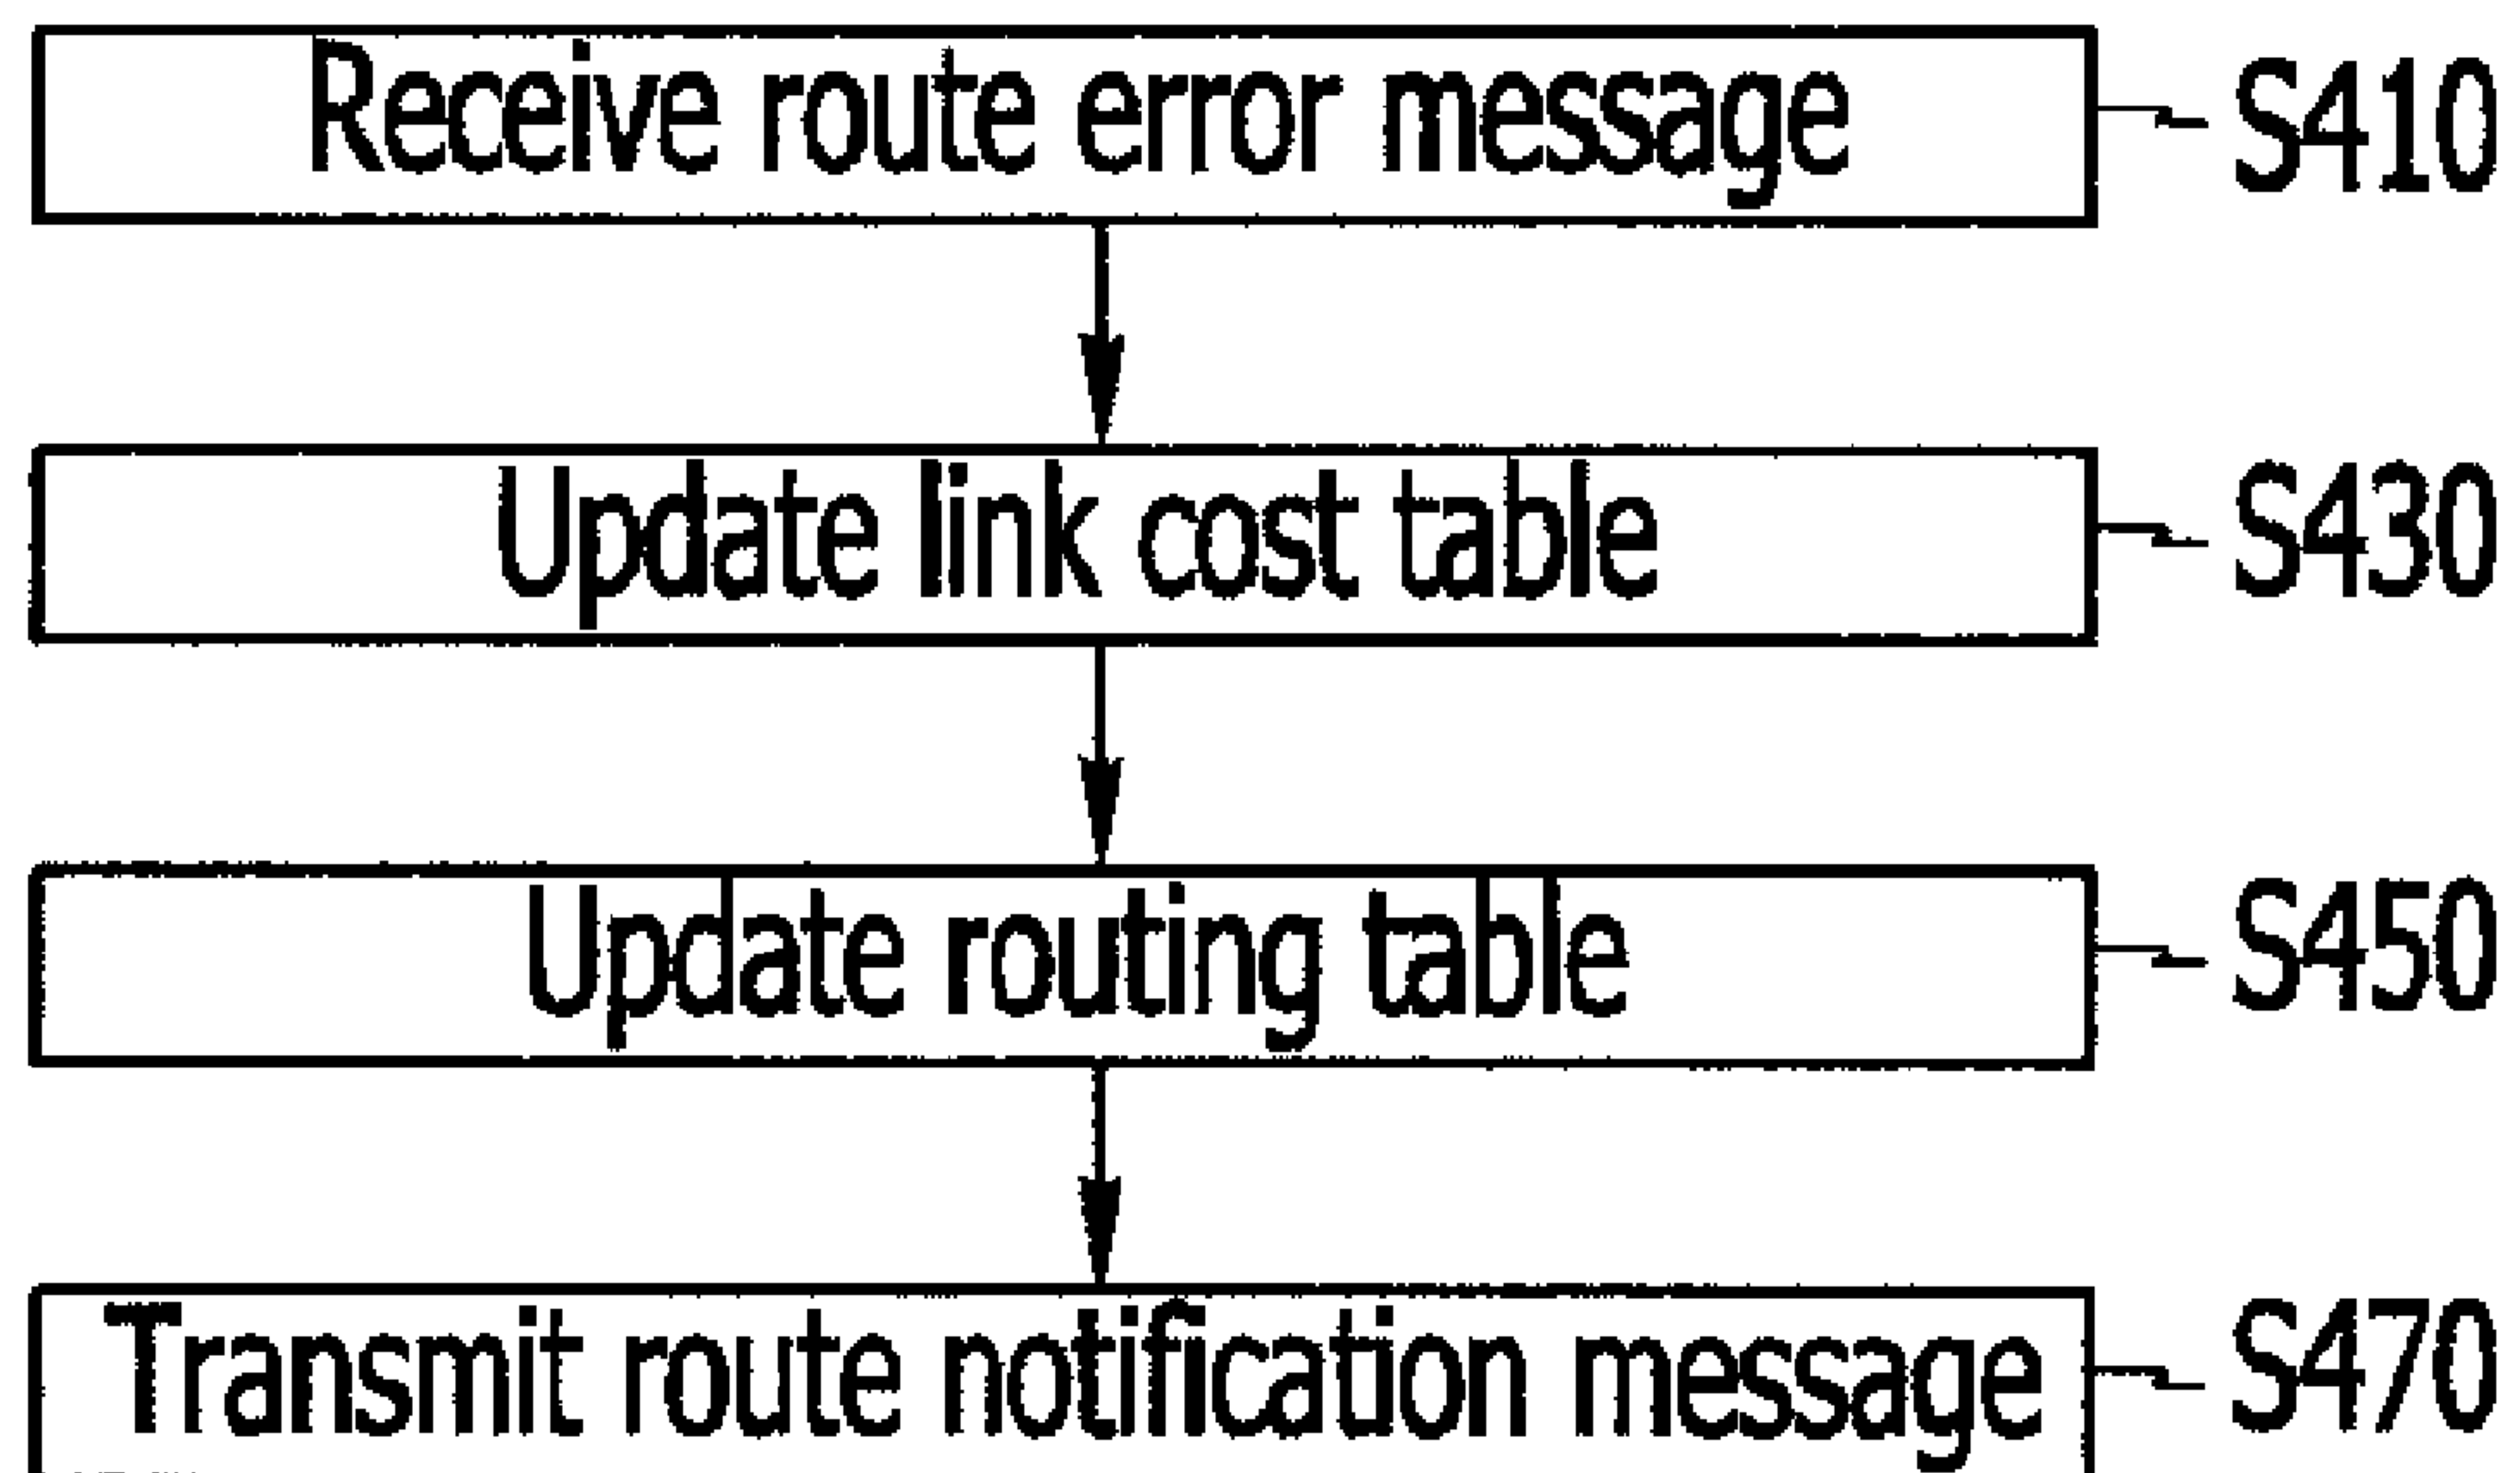 Receive route error message S410
Update link cost table S430
Update routing table S450
Transmit route notification message S470